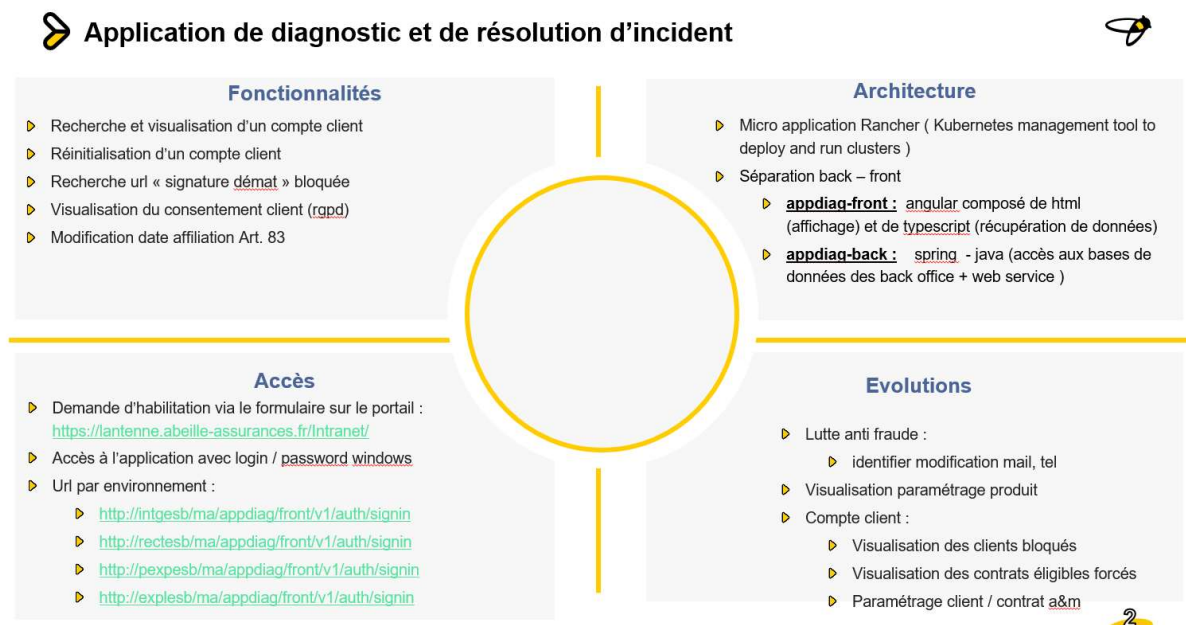 Application de diagnostic et de résolution d’incident
Fonctionnalités
Recherche et visualisation d’un compte client
Réinitialisation d’un compte client
Recherche url « signature démat » bloquée
Visualisation du consentement client (rgpd)
Modification date affiliation Art. 83
Architecture
Micro application Rancher ( Kubernetes management tool to
deploy and run clusters )
Séparation back – front
appdiag-front : angular composé de html
(affichage) et de typescript (récupération de données)
appdiag-back : spring - java (accès aux bases de
données des back office + web service )
Accès
Demande d’habilitation via le formulaire sur le portail :
https://lantenne.abeille-assurances.fr/Intranet/
Accès à l’application avec login / password windows
Url par environnement :
http://intgesb/ma/appdiag/front/v1/auth/signin
http://rectesb/ma/appdiag/front/v1/auth/signin
http://pexpesb/ma/appdiag/front/v1/auth/signin
http://explesb/ma/appdiag/front/v1/auth/signin
Evolutions
Lutte anti fraude :
identifier modification mail, tel
Visualisation paramétrage produit
Compte client :
Visualisation des clients bloqués
Visualisation des contrats éligibles forcés
Paramétrage client / contrat a&m
2